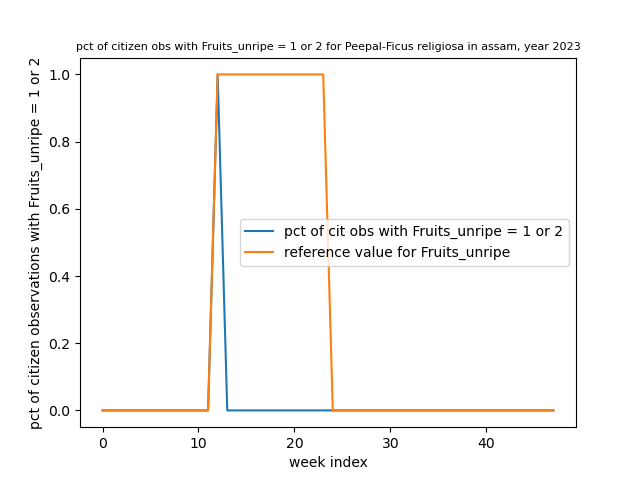 pct of citizen obs with Fruits_unripe = 1 or 2 for Peepal-Ficus religiosa in assam, year 2023
pct of citizen observations with Fruits_unripe = 1 or 2
1.0
0.8
0.6
0.4
0.2
0.0
pct of cit obs with Fruits_unripe = 1 or 2
reference value for Fruits_unripe
0 10 20 30 40
week index